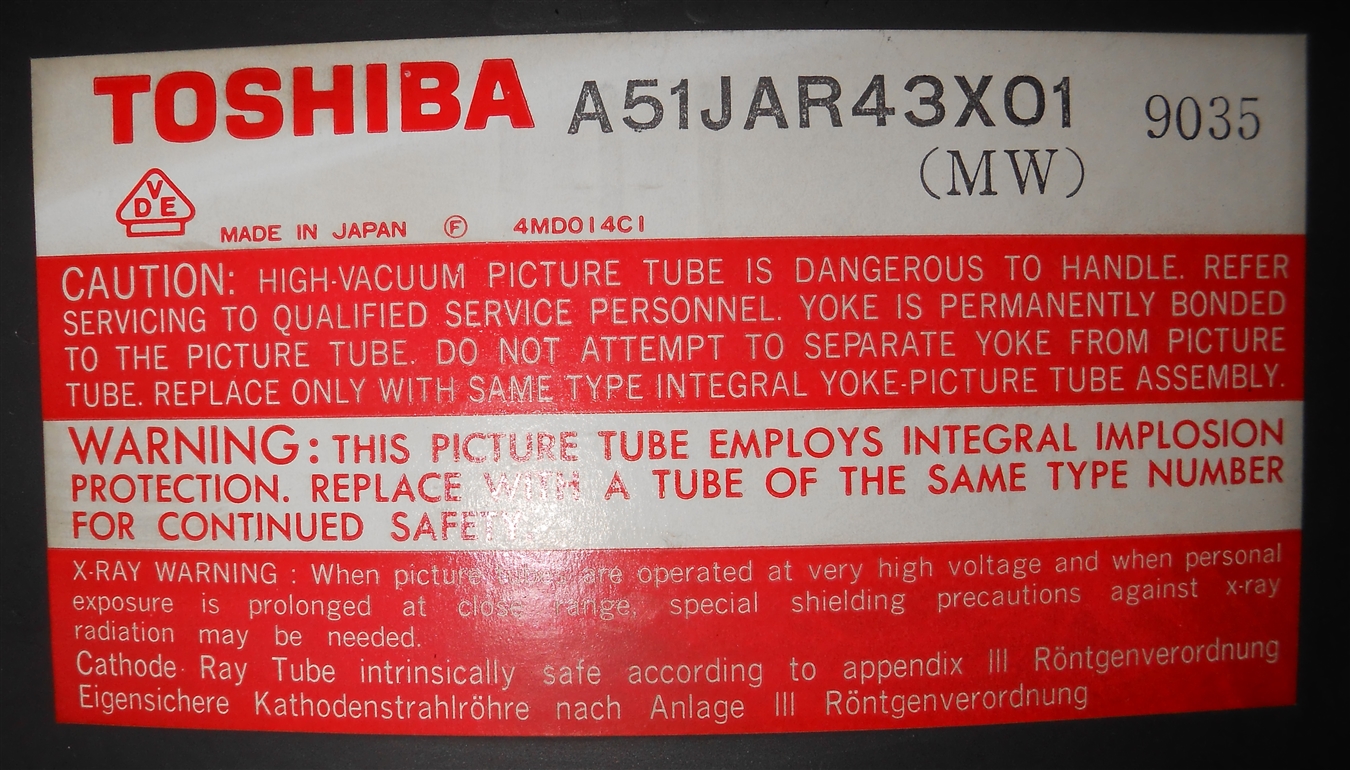 TOSHIBA A51JAR43X01 9035
(MW)
VDE
MADE IN JAPAN Ⓕ 4MD014C1
CAUTION: HIGH-VACUUM PICTURE TUBE IS DANGEROUS TO HANDLE. REFER
SERVICING TO QUALIFIED SERVICE PERSONNEL. YOKE IS PERMANENTLY BONDED
TO THE PICTURE TUBE. DO NOT ATTEMPT TO SEPARATE YOKE FROM PICTURE
TUBE. REPLACE ONLY WITH SAME TYPE INTEGRAL YOKE-PICTURE TUBE ASSEMBLY.
WARNING: THIS PICTURE TUBE EMPLOYS INTEGRAL IMPLOSION
PROTECTION. REPLACE WITH A TUBE OF THE SAME TYPE NUMBER
FOR CONTINUED SAFETY.
X-RAY WARNING : When picture tubes are operated at very high voltage and when personal
exposure is prolonged at close range, special shielding precautions against x-ray
radiation may be needed.
Cathode Ray Tube intrinsically safe according to appendix III Röntgenverordnung
Eigensichere Kathodenstrahlröhre nach Anlage III Röntgenverordnung